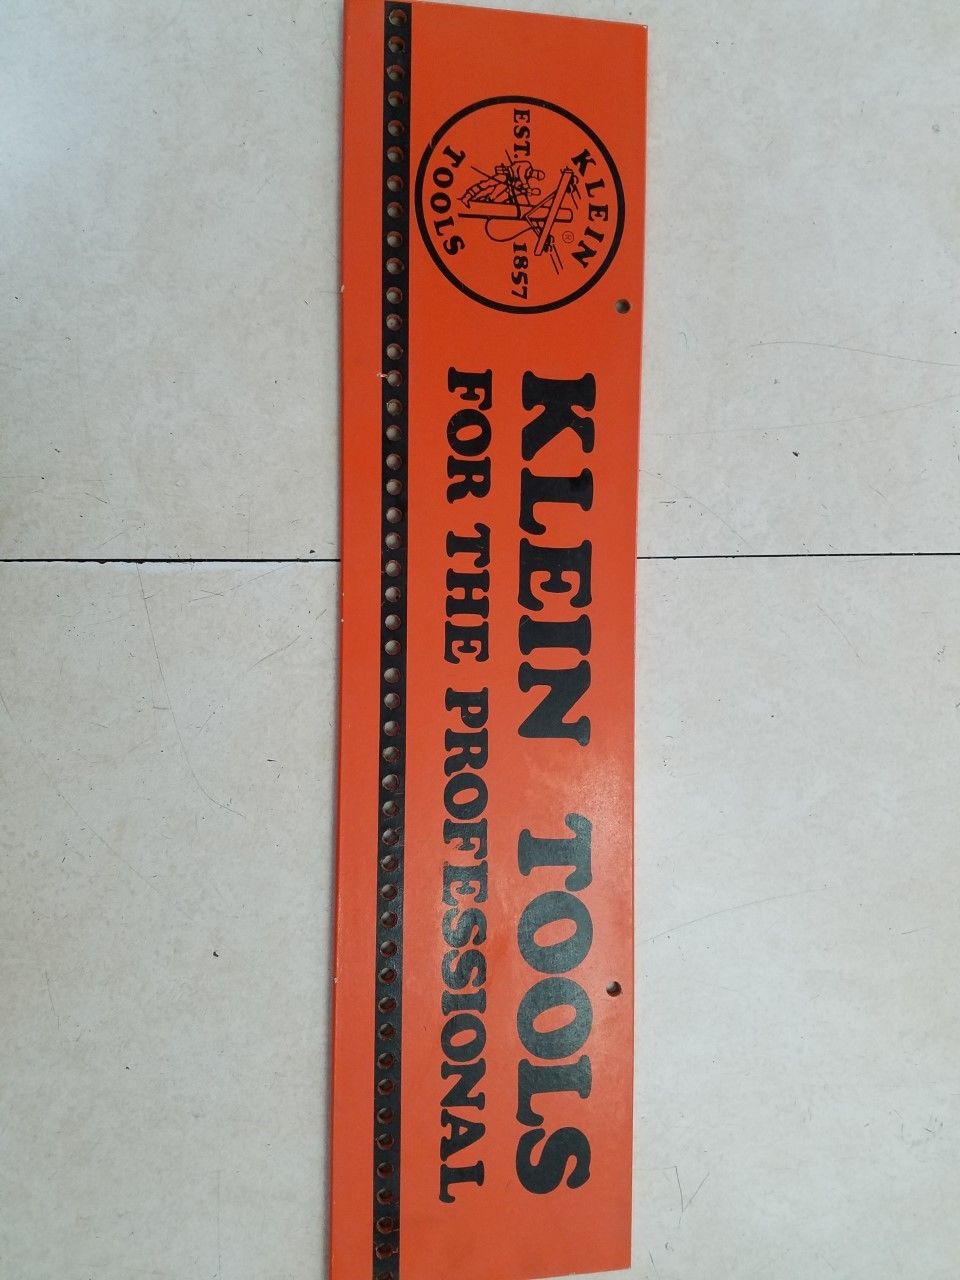 KLEIN
EST. 1857
TOOLS
®
KLEIN TOOLS
FOR THE PROFESSIONAL